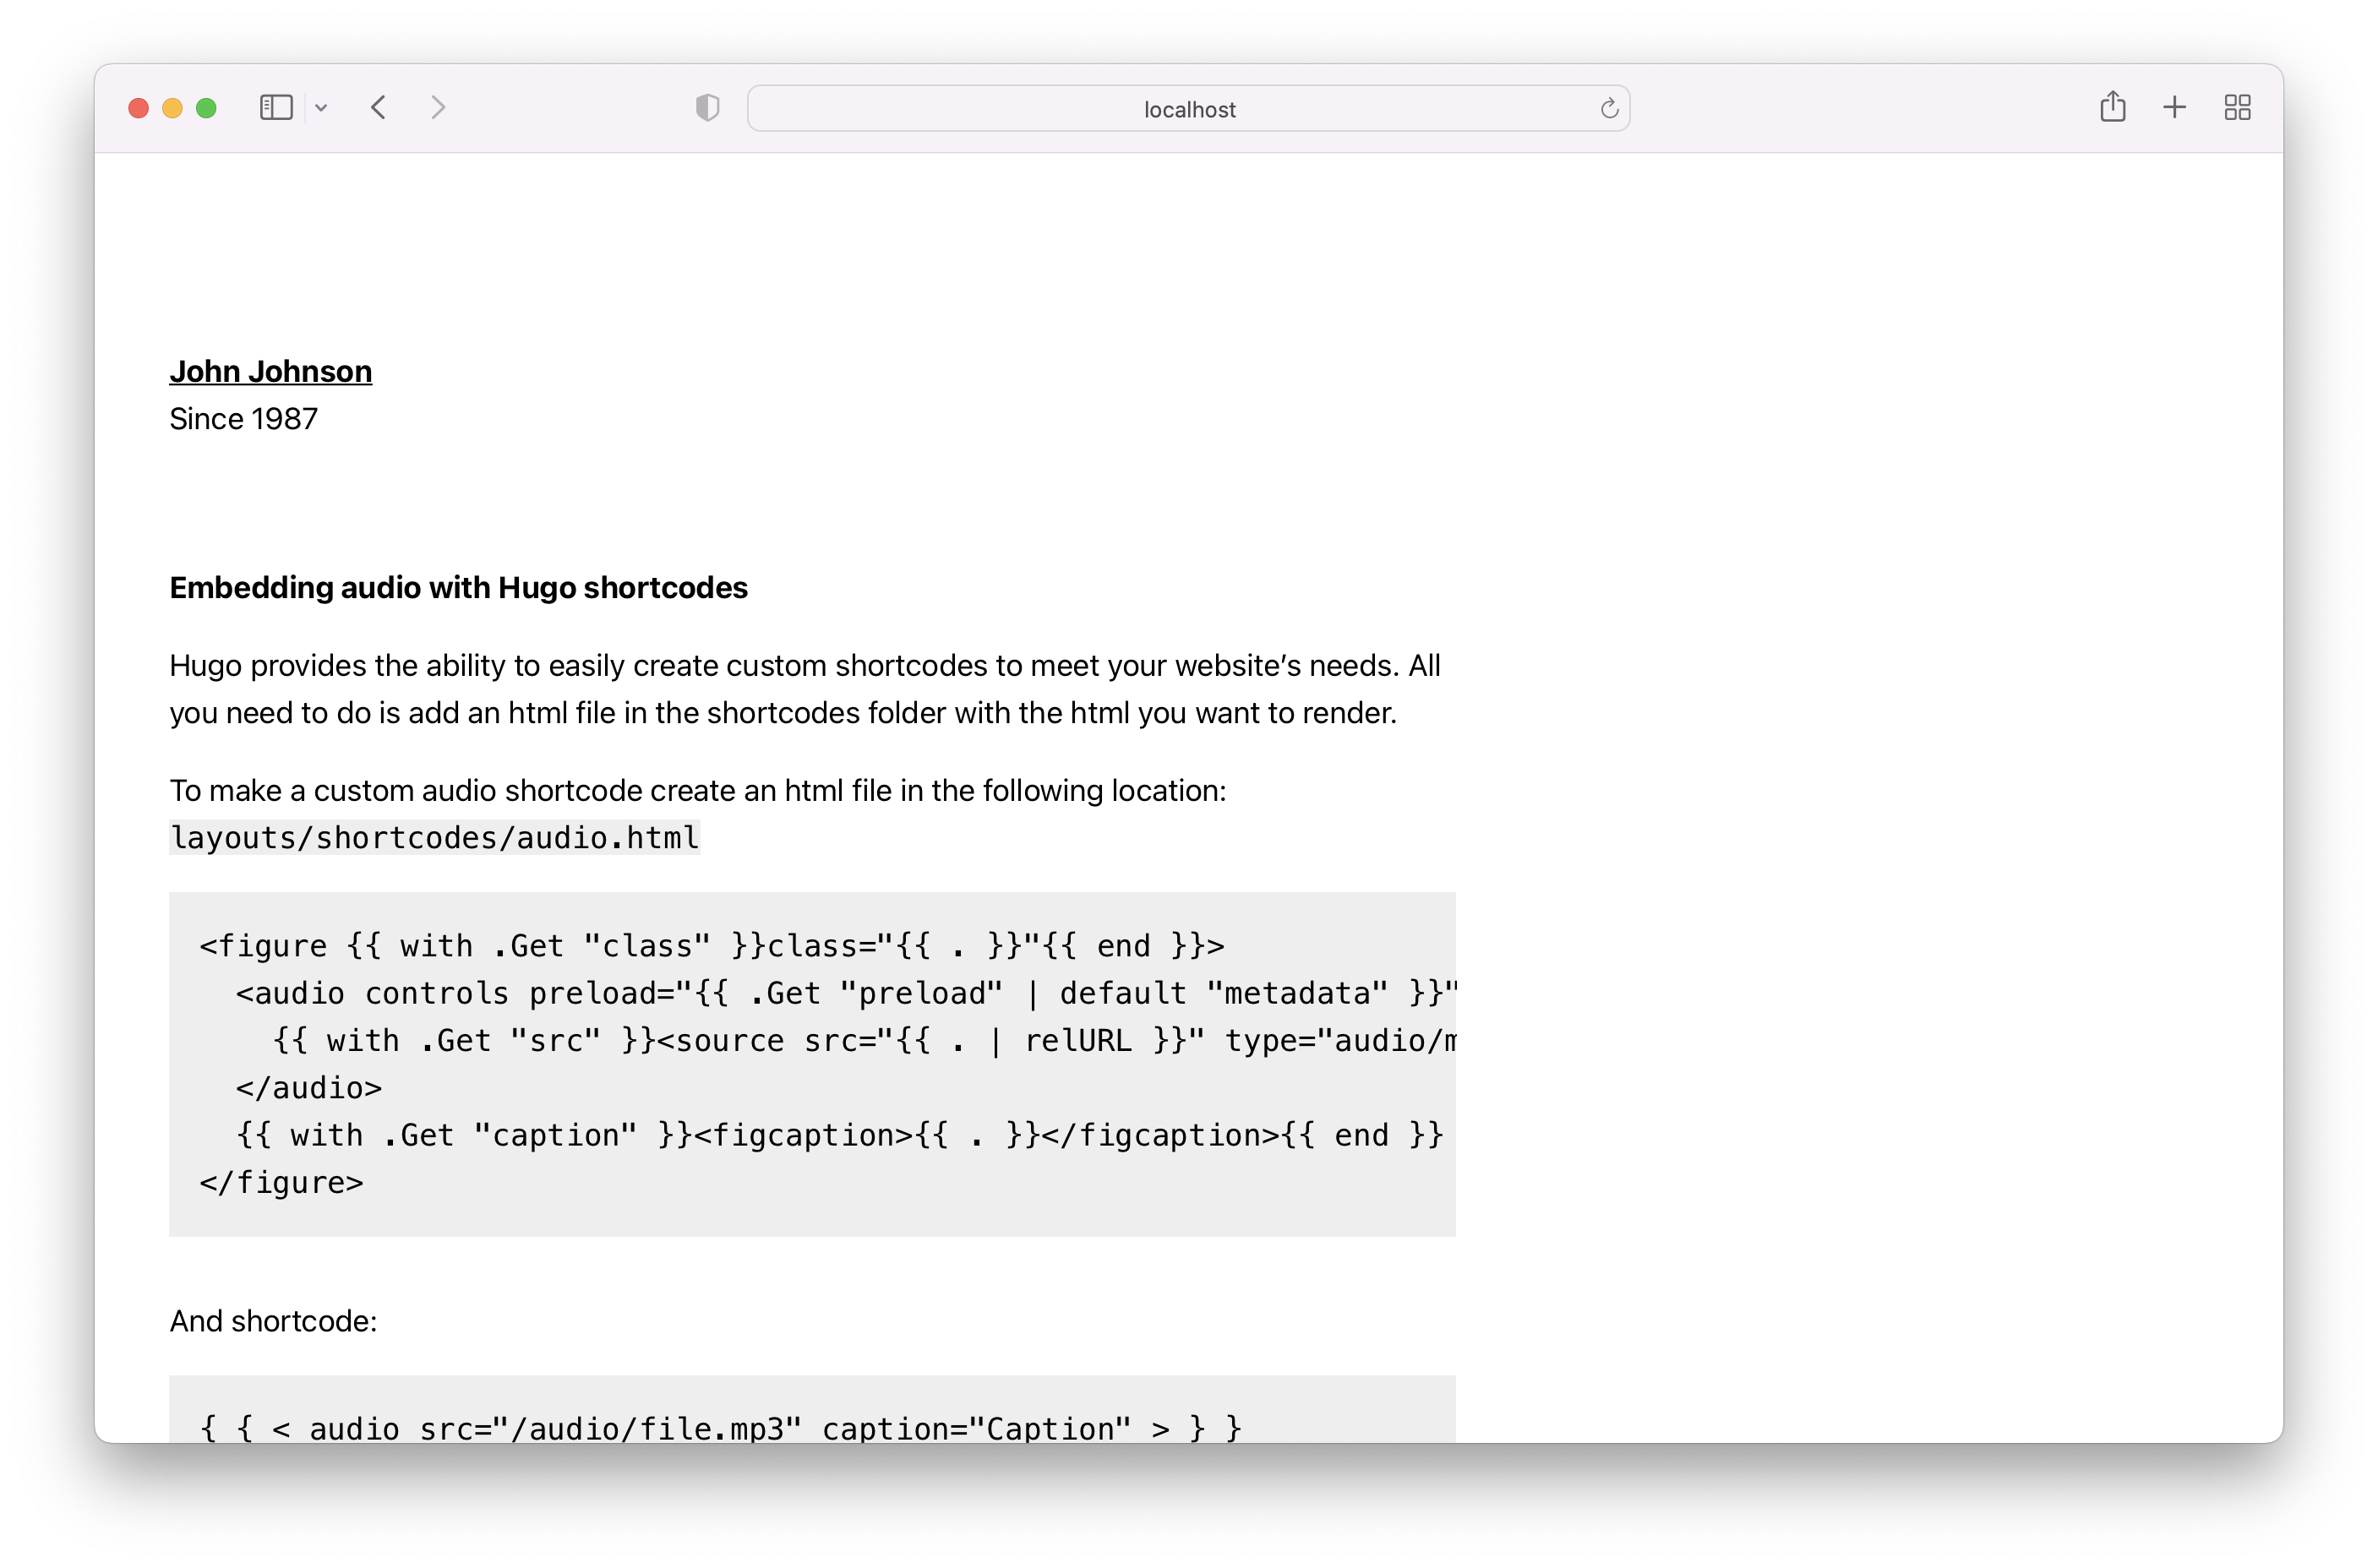 localhost
John Johnson
Since 1987
Embedding audio with Hugo shortcodes
Hugo provides the ability to easily create custom shortcodes to meet your website’s needs. All
you need to do is add an html file in the shortcodes folder with the html you want to render.
To make a custom audio shortcode create an html file in the following location:
layouts/shortcodes/audio.html
<figure {{ with .Get "class" }}class="{{ . }}"{{ end }}>
  <audio controls preload="{{ .Get "preload" | default "metadata" }}"
    {{ with .Get "src" }}<source src="{{ . | relURL }}" type="audio/m
  </audio>
  {{ with .Get "caption" }}<figcaption>{{ . }}</figcaption>{{ end }}
</figure>
And shortcode:
{ { < audio src="/audio/file.mp3" caption="Caption" > } }